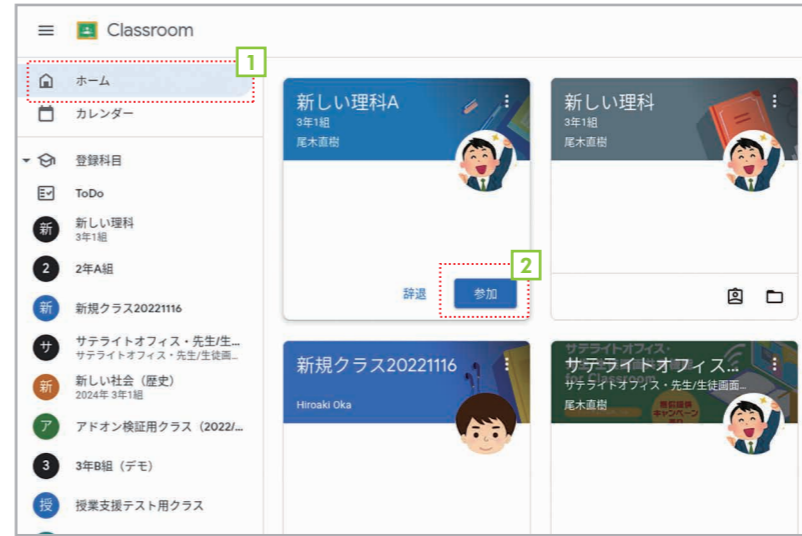 Classroom
1
ホーム
カレンダー
登録科目
ToDo
新
新しい理科
3年1組
2
2年A組
新
新規クラス20221116
サ
サテライトオフィス・先生/生...
サテライトオフィス・先生/生徒画...
新
新しい社会（歴史）
2024年 3年1組
ア
アドオン検証用クラス（2022/...
3
3年B組（デモ）
授
授業支援テスト用クラス
新しい理科A
3年1組
尾木直樹
2
辞退
参加
新しい理科
3年1組
尾木直樹
新規クラス20221116
Hiroaki Oka
サテライトオフィス...
サテライトオフィス・先生/生徒画面...
尾木直樹